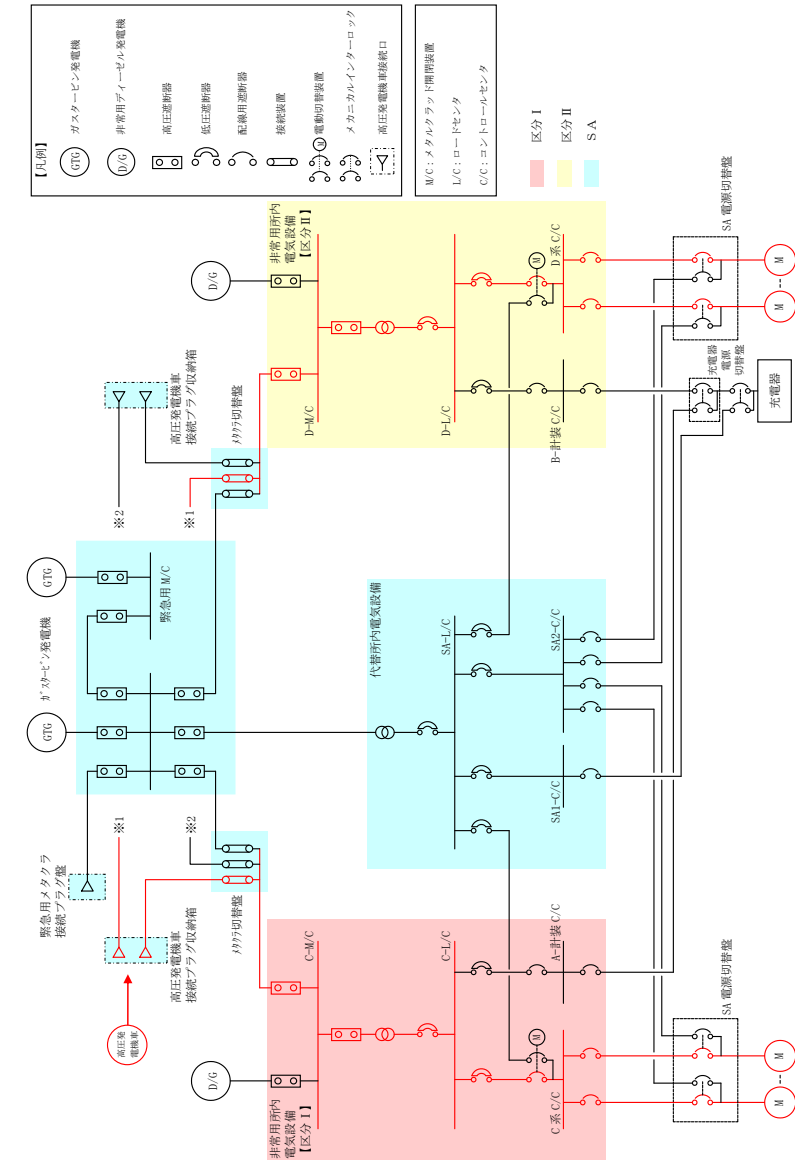 【凡例】
GTG
ガスタービン発電機
D/G
非常用ディーゼル発電機
高圧遮断器
低圧遮断器
配線用遮断器
接続装置
M
電動切替装置
メカニカルインターロック
高圧発電機車接続口
M/C：メタルクラッド開閉装置
L/C：ロードセンタ
C/C：コントロールセンタ
区分Ⅰ
区分Ⅱ
ＳＡ
緊急用メタクラ
接続プラグ盤
高圧発
電機車
高圧発電機車
接続プラグ収納箱
※1
※2
ﾒﾀｸﾗ切替盤
ｶﾞｽﾀｰﾋﾞﾝ発電機
GTG
GTG
緊急用 M/C
高圧発電機車
接続プラグ収納箱
※2
※1
ﾒﾀｸﾗ切替盤
D/G
非常用所内
電気設備
【区分Ⅰ】
C-M/C
C-L/C
M
C 系 C/C
A-計装 C/C
代替所内電気設備
SA-L/C
SA1-C/C
SA2-C/C
D/G
非常用所内
電気設備
【区分Ⅱ】
D-M/C
D-L/C
M
B-計装 C/C
D 系 C/C
SA 電源切替盤
M
M
充電器
電源
切替盤
充電器
SA 電源切替盤
M
M